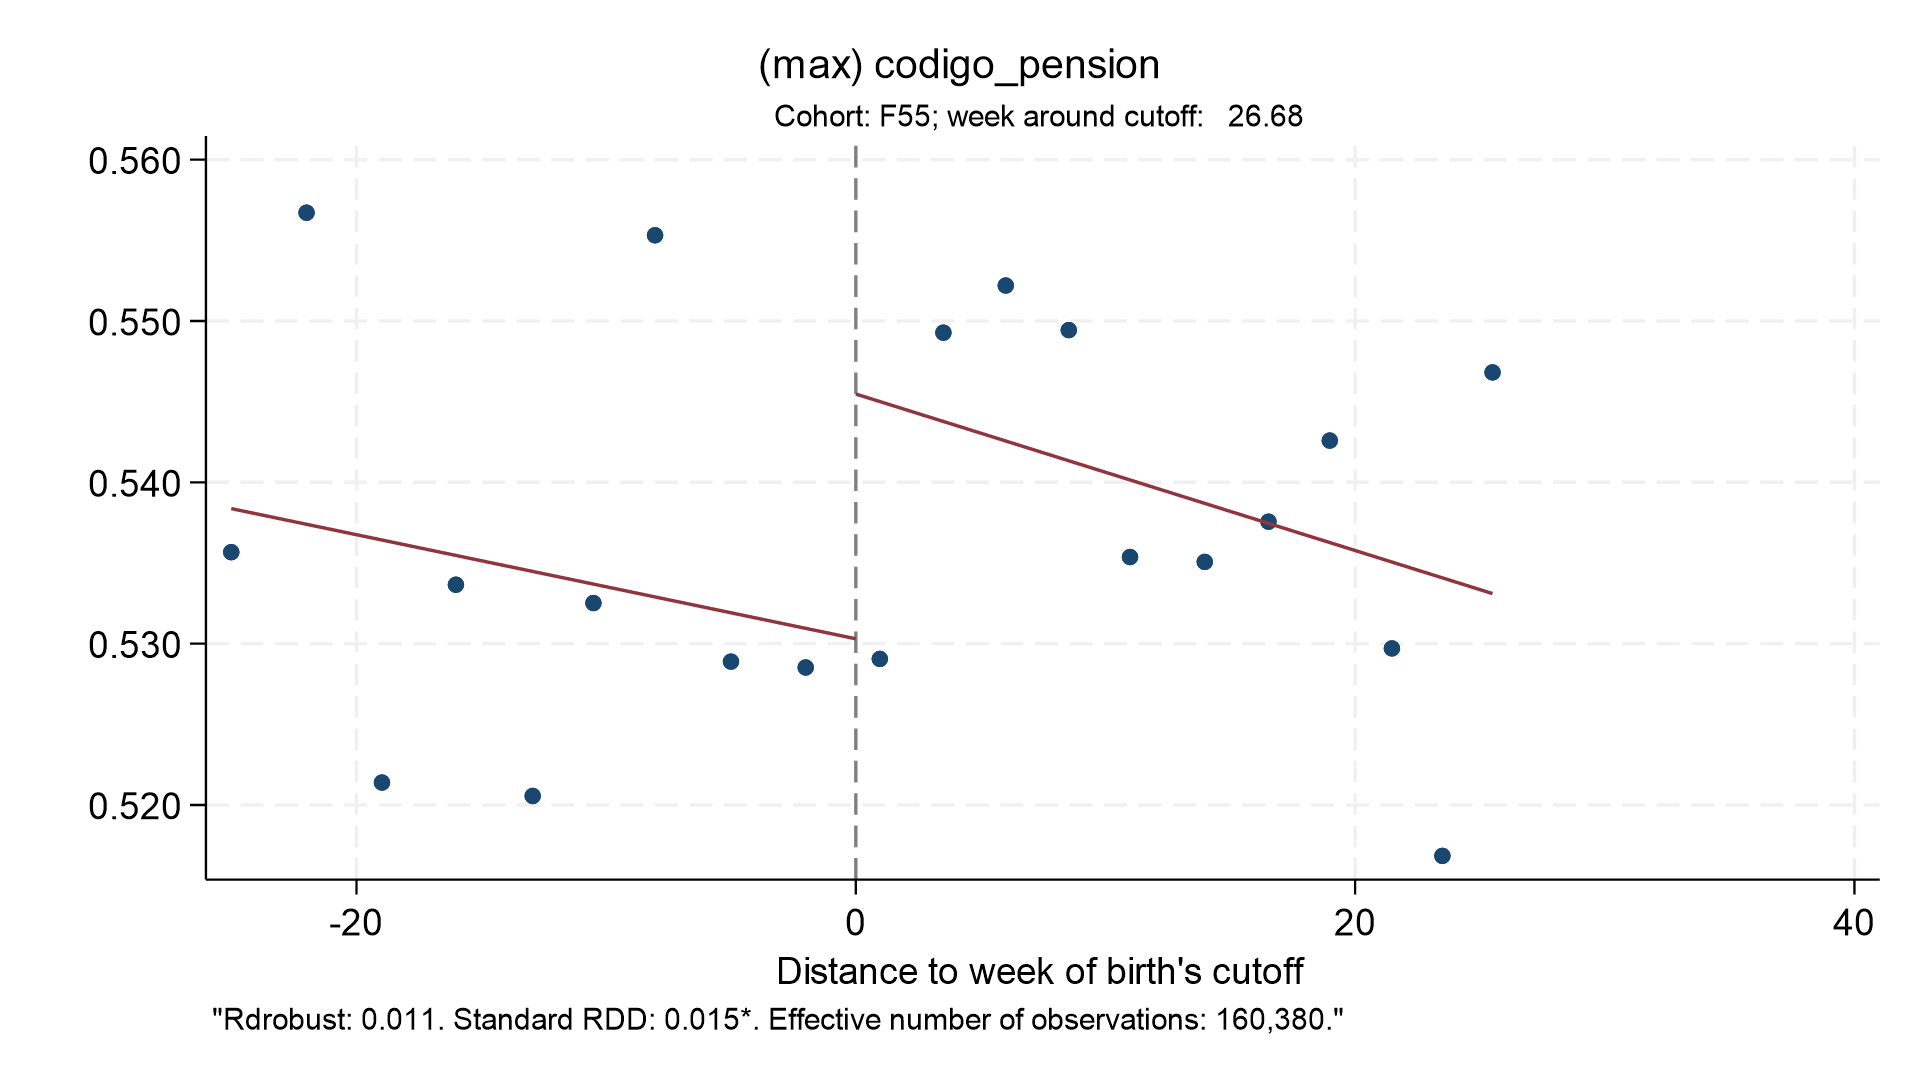 (max) codigo_pension
Cohort: F55; week around cutoff: 26.68
0.560
0.550
0.540
0.530
0.520
-20 0 20 40
Distance to week of birth's cutoff
"Rdrobust: 0.011. Standard RDD: 0.015*. Effective number of observations: 160,380."